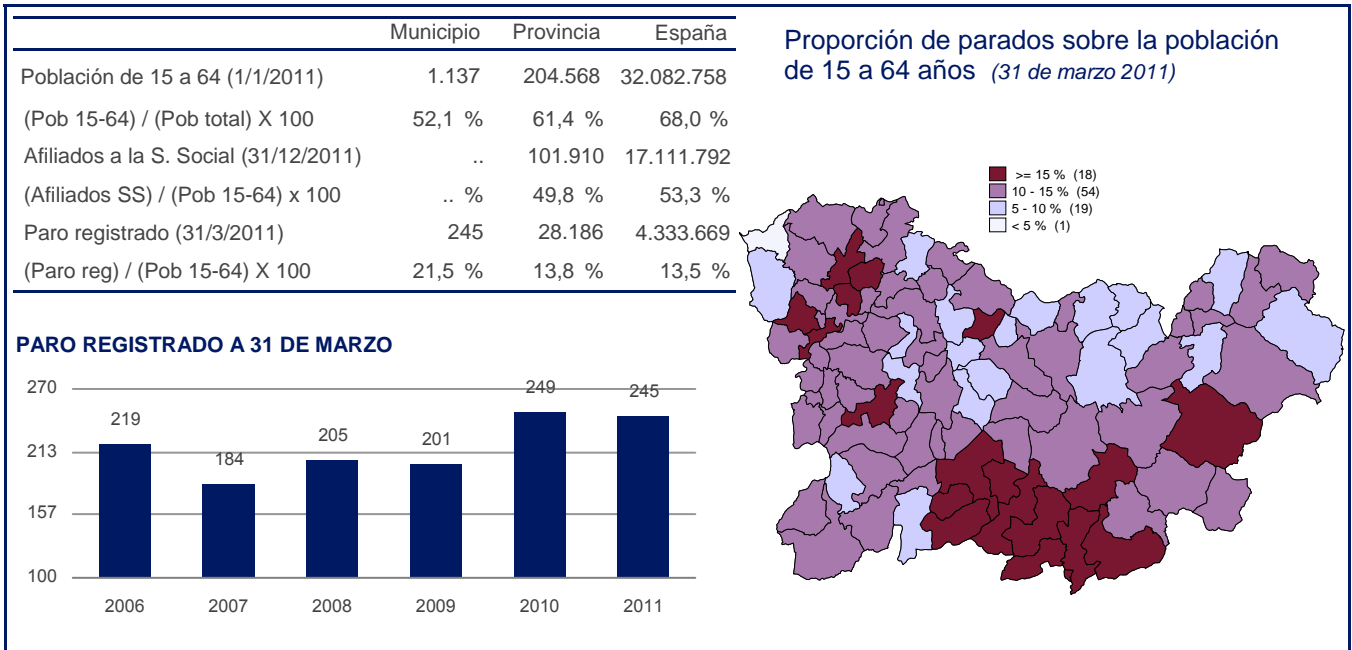 Municipio Provincia España
Población de 15 a 64 (1/1/2011) 1.137 204.568 32.082.758
(Pob 15-64) / (Pob total) X 100 52,1 % 61,4 % 68,0 %
Afiliados a la S. Social (31/12/2011) .. 101.910 17.111.792
(Afiliados SS) / (Pob 15-64) x 100 .. % 49,8 % 53,3 %
Paro registrado (31/3/2011) 245 28.186 4.333.669
(Paro reg) / (Pob 15-64) X 100 21,5 % 13,8 % 13,5 %
PARO REGISTRADO A 31 DE MARZO
270
213
157
100
219
184
205
201
249
245
2006 2007 2008 2009 2010 2011
Proporción de parados sobre la población
de 15 a 64 años (31 de marzo 2011)
>= 15 % (18)
10 - 15 % (54)
5 - 10 % (19)
< 5 % (1)